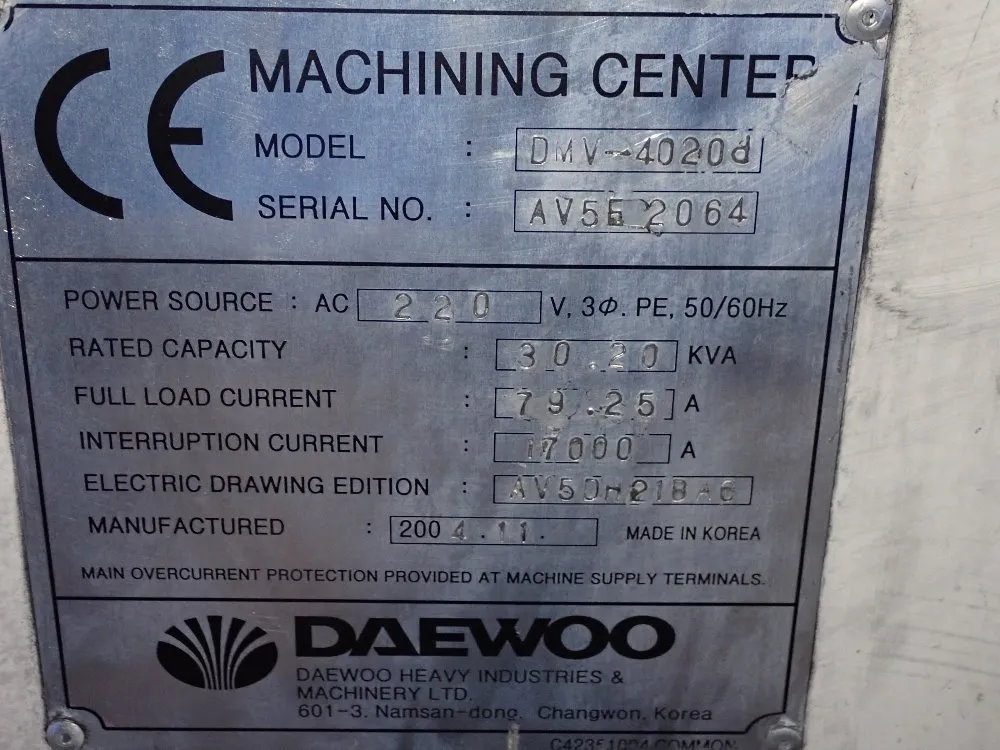 CE MACHINING CENTER
MODEL : DMV-4020d
SERIAL NO. : AV5E2064
POWER SOURCE : AC 220 V, 3Φ. PE, 50/60Hz
RATED CAPACITY : 30.20 KVA
FULL LOAD CURRENT : 79.25 A
INTERRUPTION CURRENT : 17000 A
ELECTRIC DRAWING EDITION :
MANUFACTURED : 2004.11. MADE IN KOREA
MAIN OVERCURRENT PROTECTION PROVIDED AT MACHINE SUPPLY TERMINALS.
DAEWOO
DAEWOO HEAVY INDUSTRIES &
MACHINERY LTD.
601-3. Namsan-dong, Changwon, Korea
COMMON